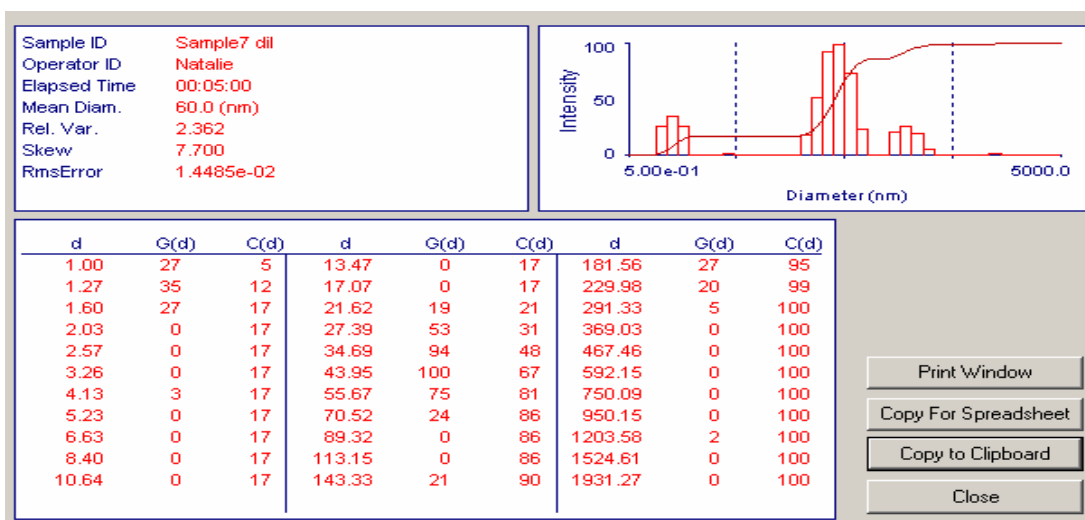 Sample ID Sample7 dil
Operator ID Natalie
Elapsed Time 00:05:00
Mean Diam. 60.0 (nm)
Rel. Var. 2.362
Skew 7.700
RmsError 1.4485e-02
100
50
0
Intensity
5.00e-01 5000.0
Diameter (nm)
d G(d) C(d) d G(d) C(d) d G(d) C(d)
1.00 27 5 13.47 0 17 181.56 27 95
1.27 35 12 17.07 0 17 229.98 20 99
1.60 27 17 21.62 19 21 291.33 5 100
2.03 0 17 27.39 53 31 369.03 0 100
2.57 0 17 34.69 94 48 467.46 0 100
3.26 0 17 43.95 100 67 592.15 0 100
4.13 3 17 55.67 75 81 750.09 0 100
5.23 0 17 70.52 24 86 950.15 0 100
6.63 0 17 89.32 0 86 1203.58 2 100
8.40 0 17 113.15 0 86 1524.61 0 100
10.64 0 17 143.33 21 90 1931.27 0 100
Print Window
Copy For Spreadsheet
Copy to Clipboard
Close